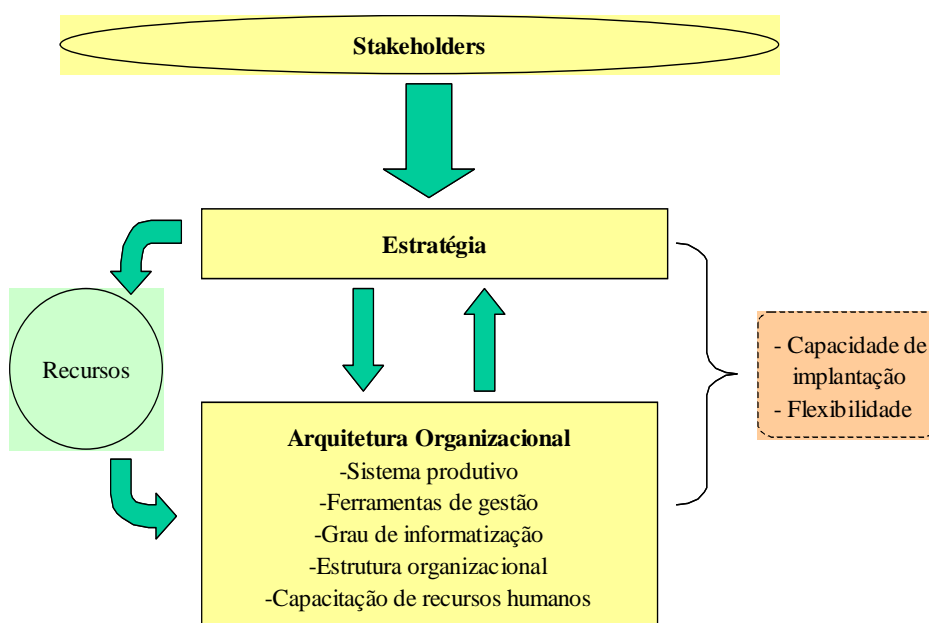 Stakeholders
Estratégia
Recursos
- Capacidade de
implantação
- Flexibilidade
Arquitetura Organizacional
-Sistema produtivo
-Ferramentas de gestão
-Grau de informatização
-Estrutura organizacional
-Capacitação de recursos humanos